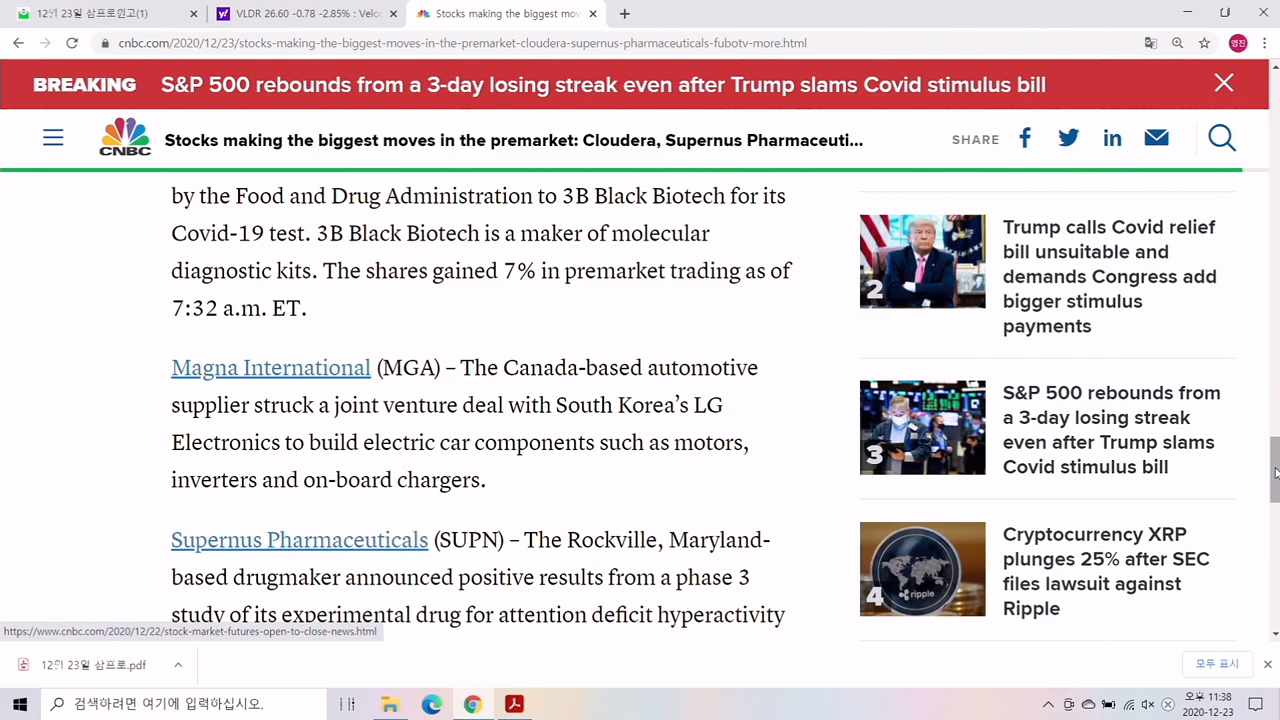 12월 23일 삼프로원고(1)
VLDR 26.60 -0.78 -2.85% : Velo
Stocks making the biggest mov
cnbc.com/2020/12/23/stocks-making-the-biggest-moves-in-the-premarket-cloudera-supernus-pharmaceuticals-fubotv-more.html
영진
BREAKING S&P 500 rebounds from a 3-day losing streak even after Trump slams Covid stimulus bill
CNBC
Stocks making the biggest moves in the premarket: Cloudera, Supernus Pharmaceuti...
SHARE
by the Food and Drug Administration to 3B Black Biotech for its
Covid-19 test. 3B Black Biotech is a maker of molecular
diagnostic kits. The shares gained 7% in premarket trading as of
7:32 a.m. ET.
Magna International (MGA) – The Canada-based automotive
supplier struck a joint venture deal with South Korea’s LG
Electronics to build electric car components such as motors,
inverters and on-board chargers.
Supernus Pharmaceuticals (SUPN) – The Rockville, Maryland-
based drugmaker announced positive results from a phase 3
study of its experimental drug for attention deficit hyperactivity
2
Trump calls Covid relief
bill unsuitable and
demands Congress add
bigger stimulus
payments
3
S&P 500 rebounds from
a 3-day losing streak
even after Trump slams
Covid stimulus bill
4
ripple
Cryptocurrency XRP
plunges 25% after SEC
files lawsuit against
Ripple
https://www.cnbc.com/2020/12/22/stock-market-futures-open-to-close-news.html
12월 23일 삼프로.pdf
모두 표시
검색하려면 여기에 입력하십시오.
오후 11:38
2020-12-23